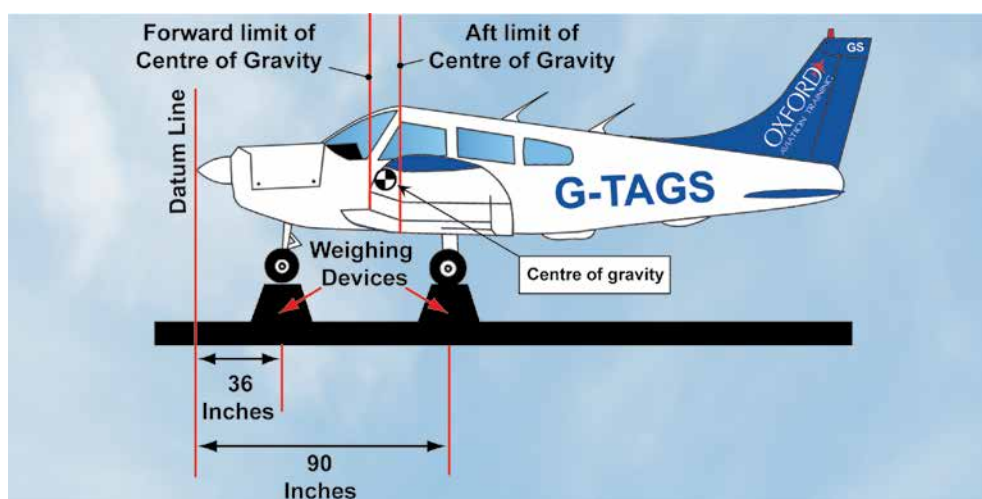 Forward limit of
Centre of Gravity
Aft limit of
Centre of Gravity
Datum Line
GS
OXFORD
AVIATION TRAINING
G-TAGS
Weighing
Devices
Centre of gravity
36
Inches
90
Inches